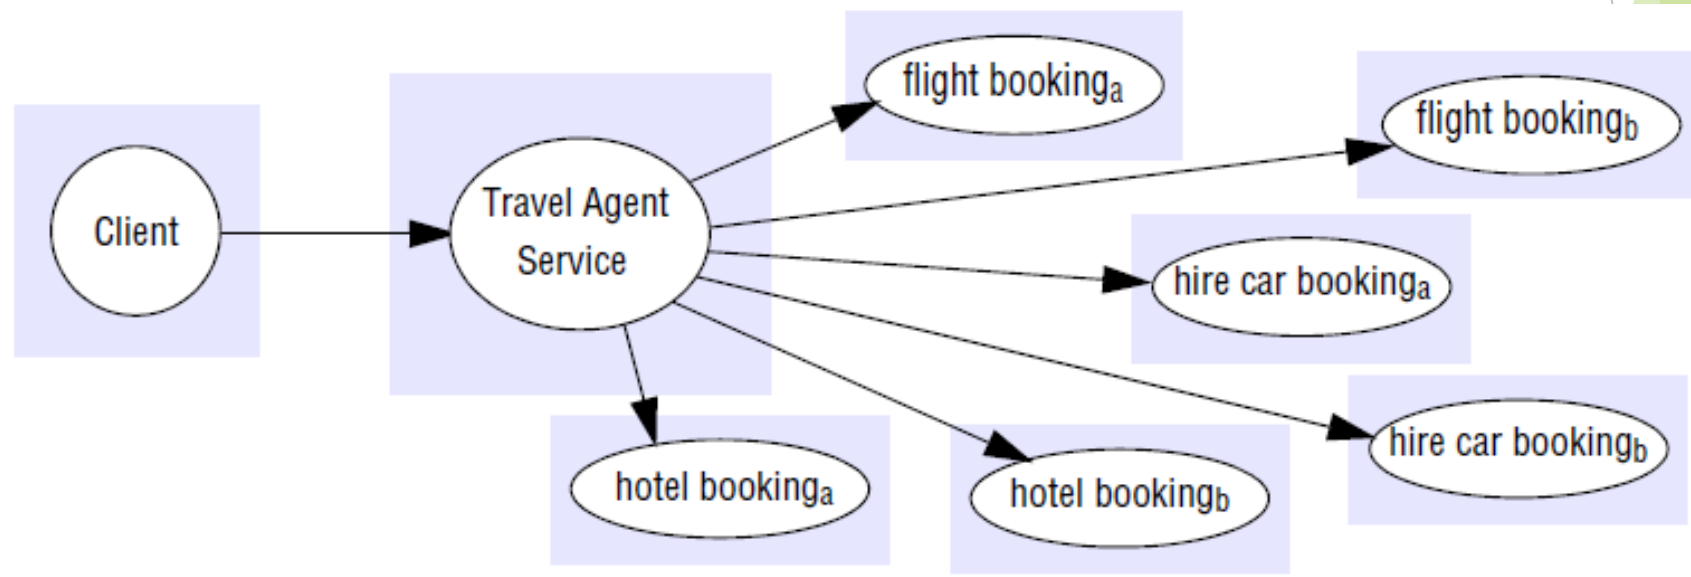 flight bookinga
flight bookingb
Client
Travel Agent
Service
hire car bookinga
hire car bookingb
hotel bookinga
hotel bookingb